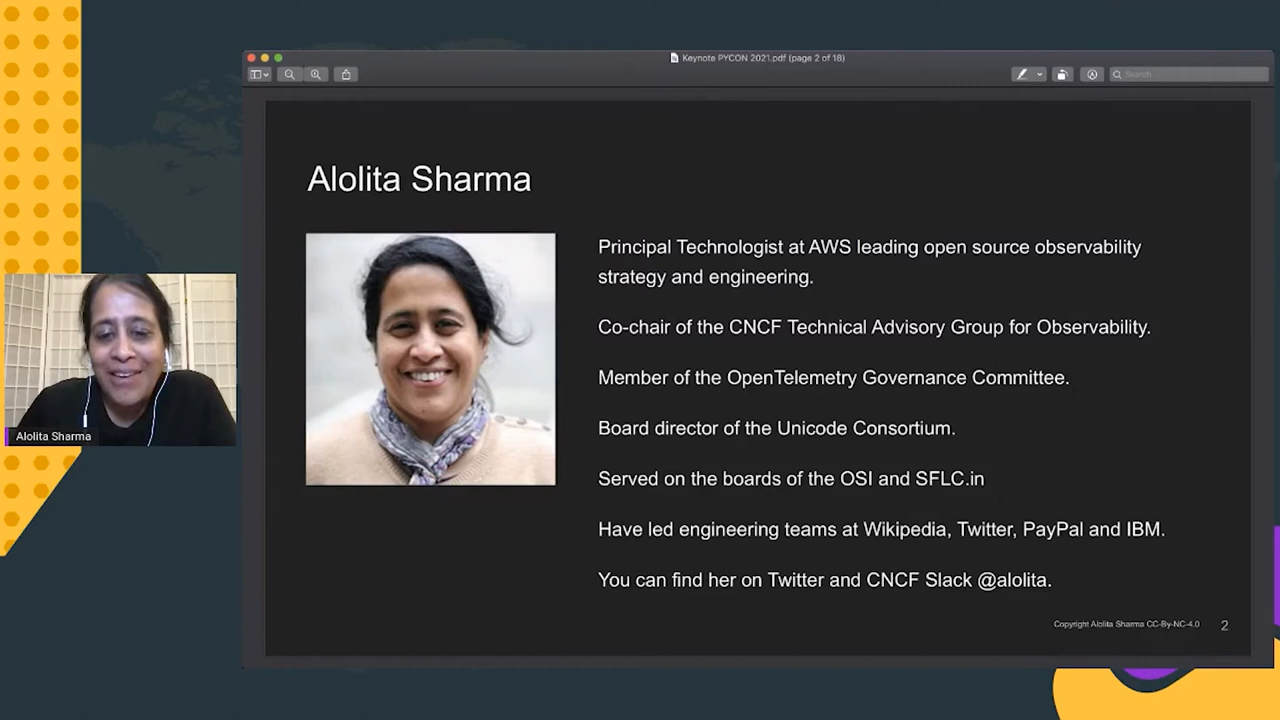 Keynote PYCON 2021.pdf (page 2 of 18)
Search
Alolita Sharma
Principal Technologist at AWS leading open source observability
strategy and engineering.
Co-chair of the CNCF Technical Advisory Group for Observability.
Member of the OpenTelemetry Governance Committee.
Board director of the Unicode Consortium.
Served on the boards of the OSI and SFLC.in
Have led engineering teams at Wikipedia, Twitter, PayPal and IBM.
You can find her on Twitter and CNCF Slack @alolita.
Copyright Alolita Sharma CC-By-NC-4.0
2
Alolita Sharma